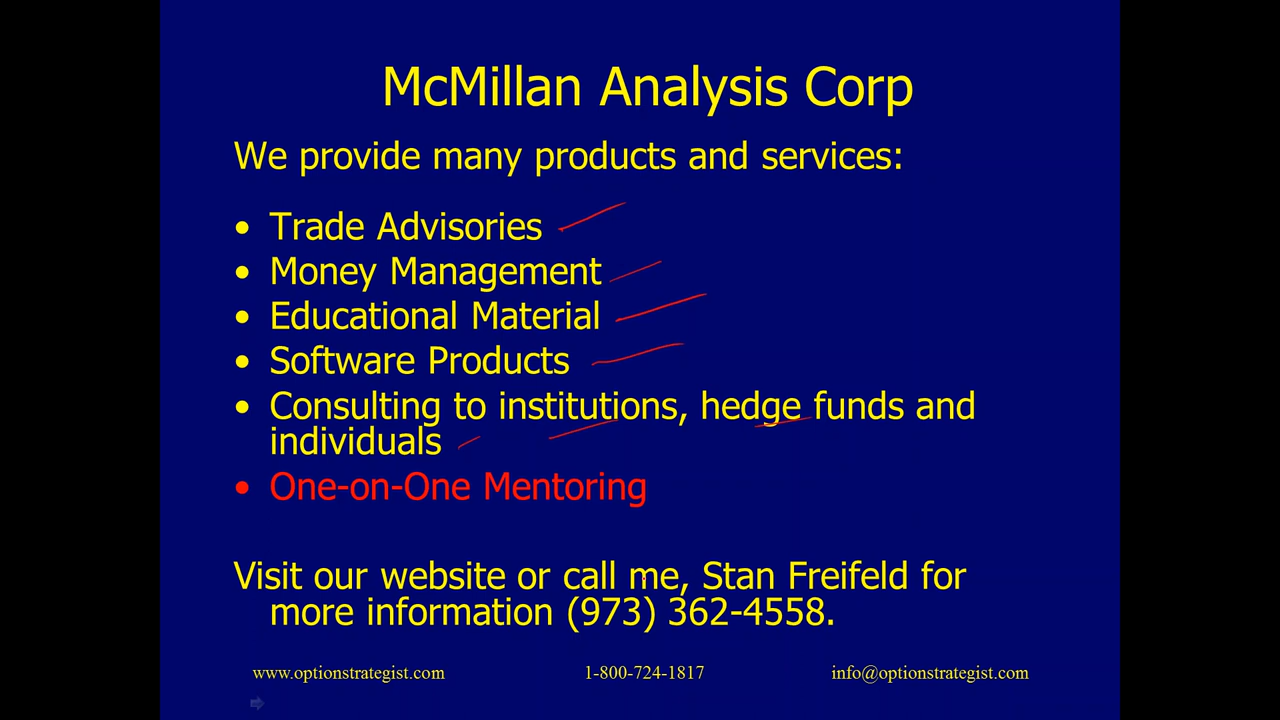 McMillan Analysis Corp
We provide many products and services:
• Trade Advisories
• Money Management
• Educational Material
• Software Products
• Consulting to institutions, hedge funds and
individuals
• One-on-One Mentoring
Visit our website or call me, Stan Freifeld for
more information (973) 362-4558.
www.optionstrategist.com 1-800-724-1817 info@optionstrategist.com